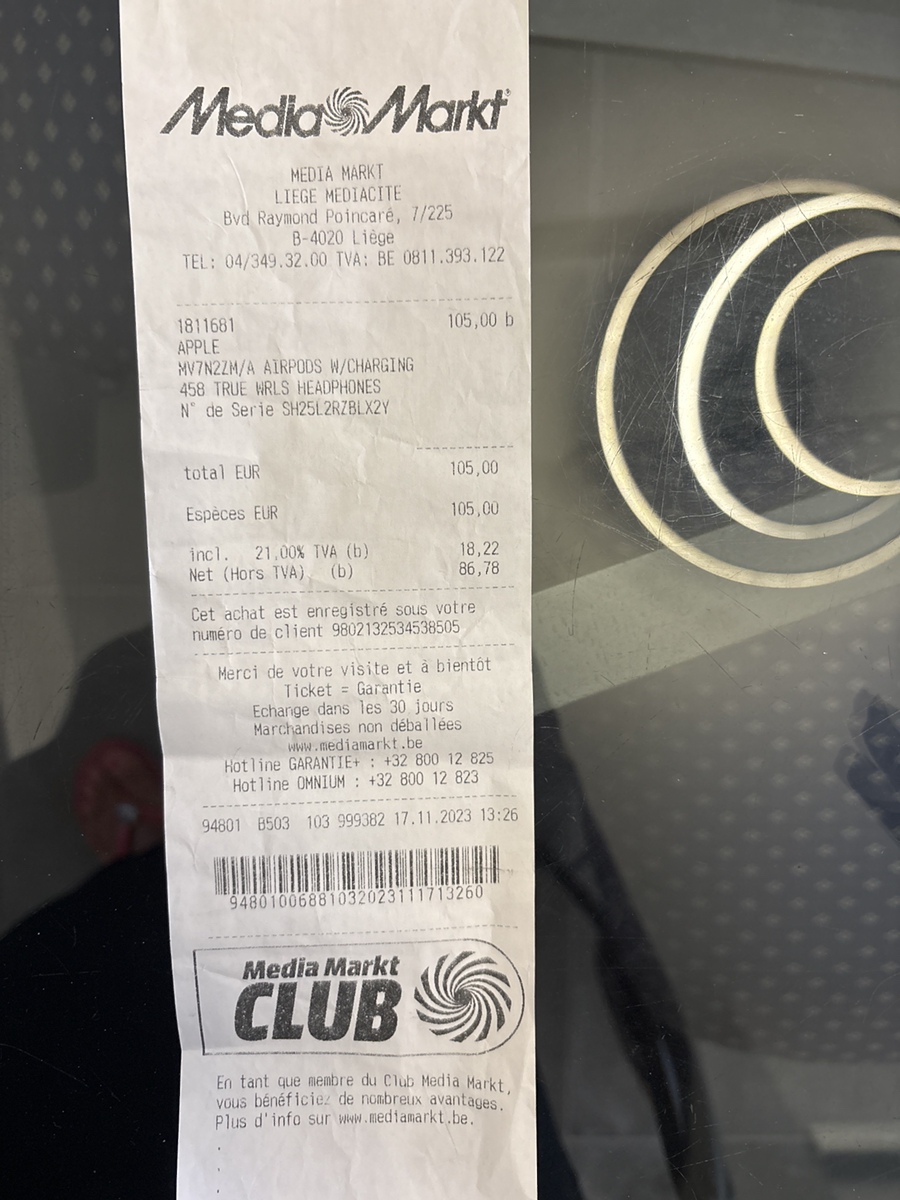 Media Markt
MEDIA MARKT
LIEGE MEDIACITE
Bvd Raymond Poincaré, 7/225
B-4020 Liège
TEL: 04/349.32.00 TVA: BE 0811.393.122
1811681 105,00 b
APPLE
MV7N2ZM/A AIRPODS W/CHARGING
458 TRUE WRLS HEADPHONES
N° de Serie SH25L2RZBLX2Y
total EUR 105,00
Espèces EUR 105,00
incl. 21,00% TVA (b) 18,22
Net (Hors TVA) (b) 86,78
Cet achat est enregistré sous votre
numéro de client 9802132534538505
Merci de votre visite et à bientôt
Ticket = Garantie
Echange dans les 30 jours
Marchandises non déballées
www.mediamarkt.be
Hotline GARANTIE+ : +32 800 12 825
Hotline OMNIUM : +32 800 12 823
94801 B503 103 999382 17.11.2023 13:26
9480100688103202311713260
Media Markt
CLUB
En tant que membre du Club Media Markt,
vous bénéficiez de nombreux avantages.
Plus d'info sur www.mediamarkt.be.